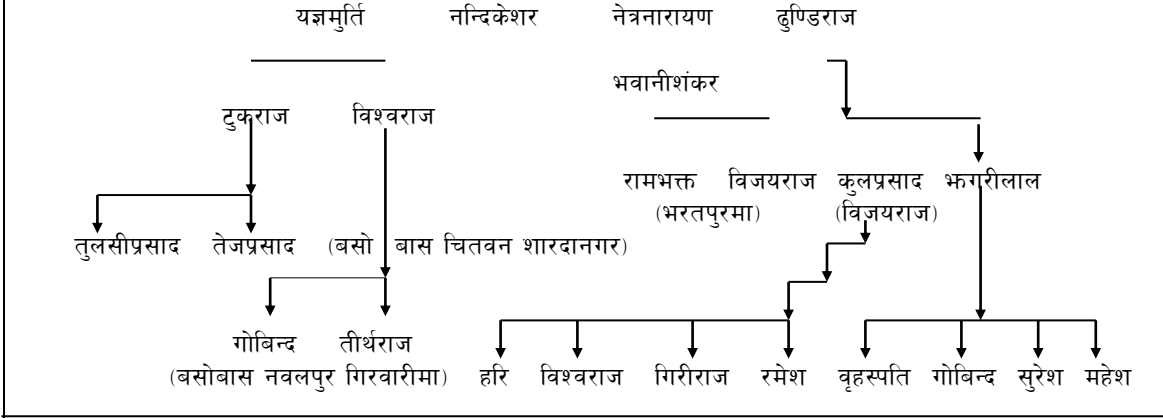 यज्ञमुर्ति नन्दिकेशर नेत्रनारायण ढुण्डिराज
भवानीशंकर
टुकराज विश्वराज
रामभक्त विजयराज कुलप्रसाद झगरीलाल
(भरतपुरमा) (विजयराज)
तुलसीप्रसाद तेजप्रसाद (बसो बास चितवन शारदानगर)
गोबिन्द तीर्थराज
(बसोबास नवलपुर गिरवारीमा) हरि विश्वराज गिरीराज रमेश वृहस्पति गोबिन्द सुरेश महेश